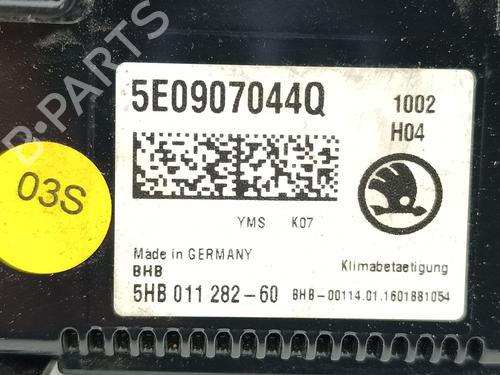 5E0907044Q
1002
H04
03S
YMS K07
Made in GERMANY
BHB
Klimabetaetigung
5HB 011 282-60
BHB-00114.01.1601881054
B-PARTS